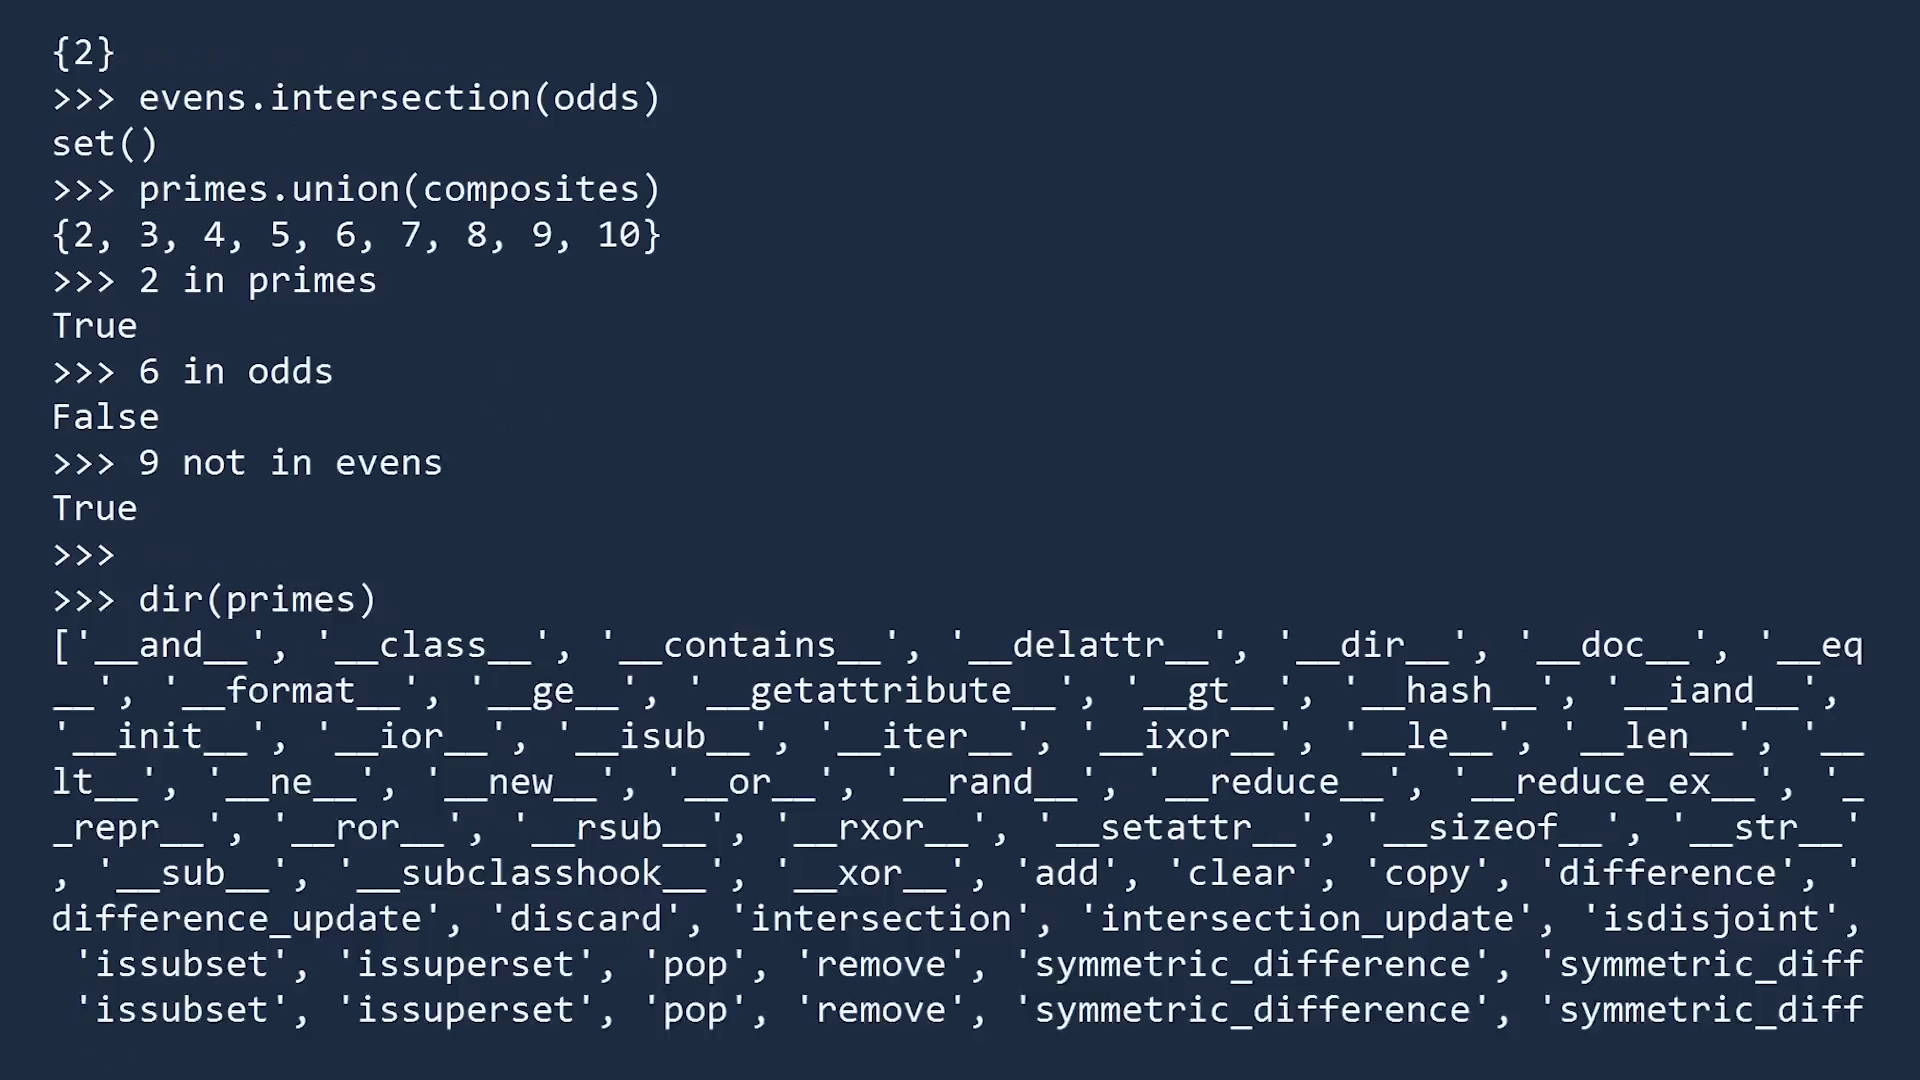 {2}
>>> evens.intersection(odds)
set()
>>> primes.union(composites)
{2, 3, 4, 5, 6, 7, 8, 9, 10}
>>> 2 in primes
True
>>> 6 in odds
False
>>> 9 not in evens
True
>>>
>>> dir(primes)
['__and__', '__class__', '__contains__', '__delattr__', '__dir__', '__doc__', '__eq
__', '__format__', '__ge__', '__getattribute__', '__gt__', '__hash__', '__iand__',
'__init__', '__ior__', '__isub__', '__iter__', '__ixor__', '__le__', '__len__', '__
lt__', '__ne__', '__new__', '__or__', '__rand__', '__reduce__', '__reduce_ex__', '_
_repr__', '__ror__', '__rsub__', '__rxor__', '__setattr__', '__sizeof__', '__str__'
, '__sub__', '__subclasshook__', '__xor__', 'add', 'clear', 'copy', 'difference', '
difference_update', 'discard', 'intersection', 'intersection_update', 'isdisjoint',
'issubset', 'issuperset', 'pop', 'remove', 'symmetric_difference', 'symmetric_diff
'issubset', 'issuperset', 'pop', 'remove', 'symmetric_difference', 'symmetric_diff